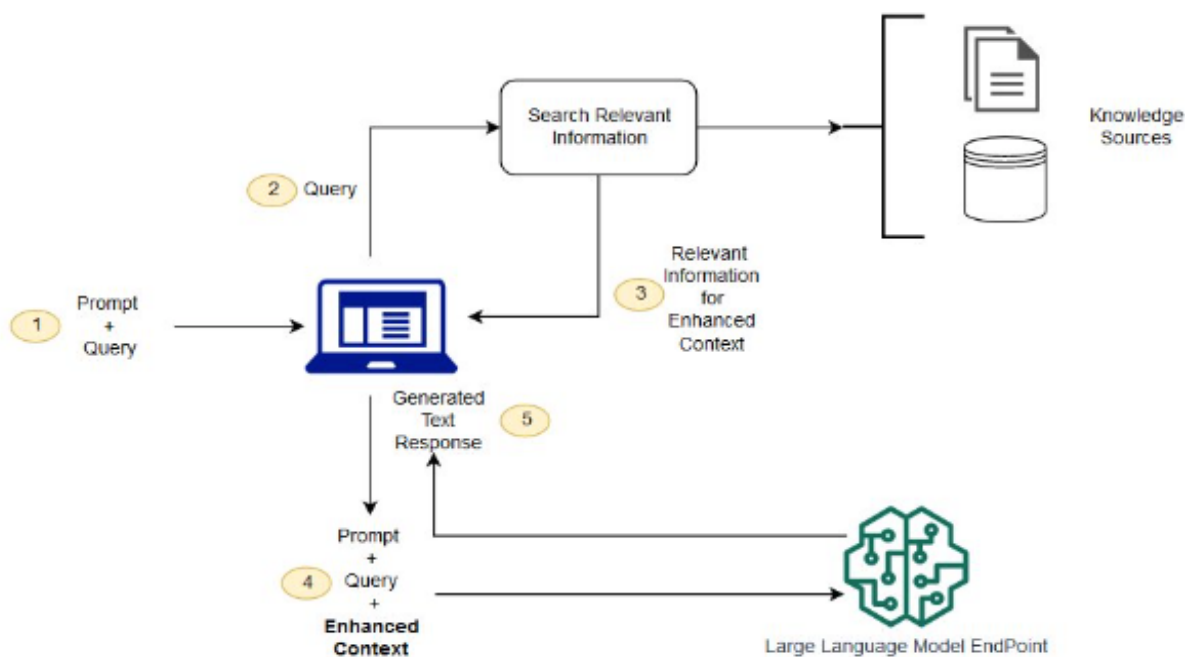 Search Relevant
Information
Knowledge
Sources
2
Query
Relevant
Information
for
Enhanced
Context
3
1
Prompt
+
Query
Generated
Text
Response
5
Prompt
+
Query
+
Enhanced
Context
4
Large Language Model EndPoint